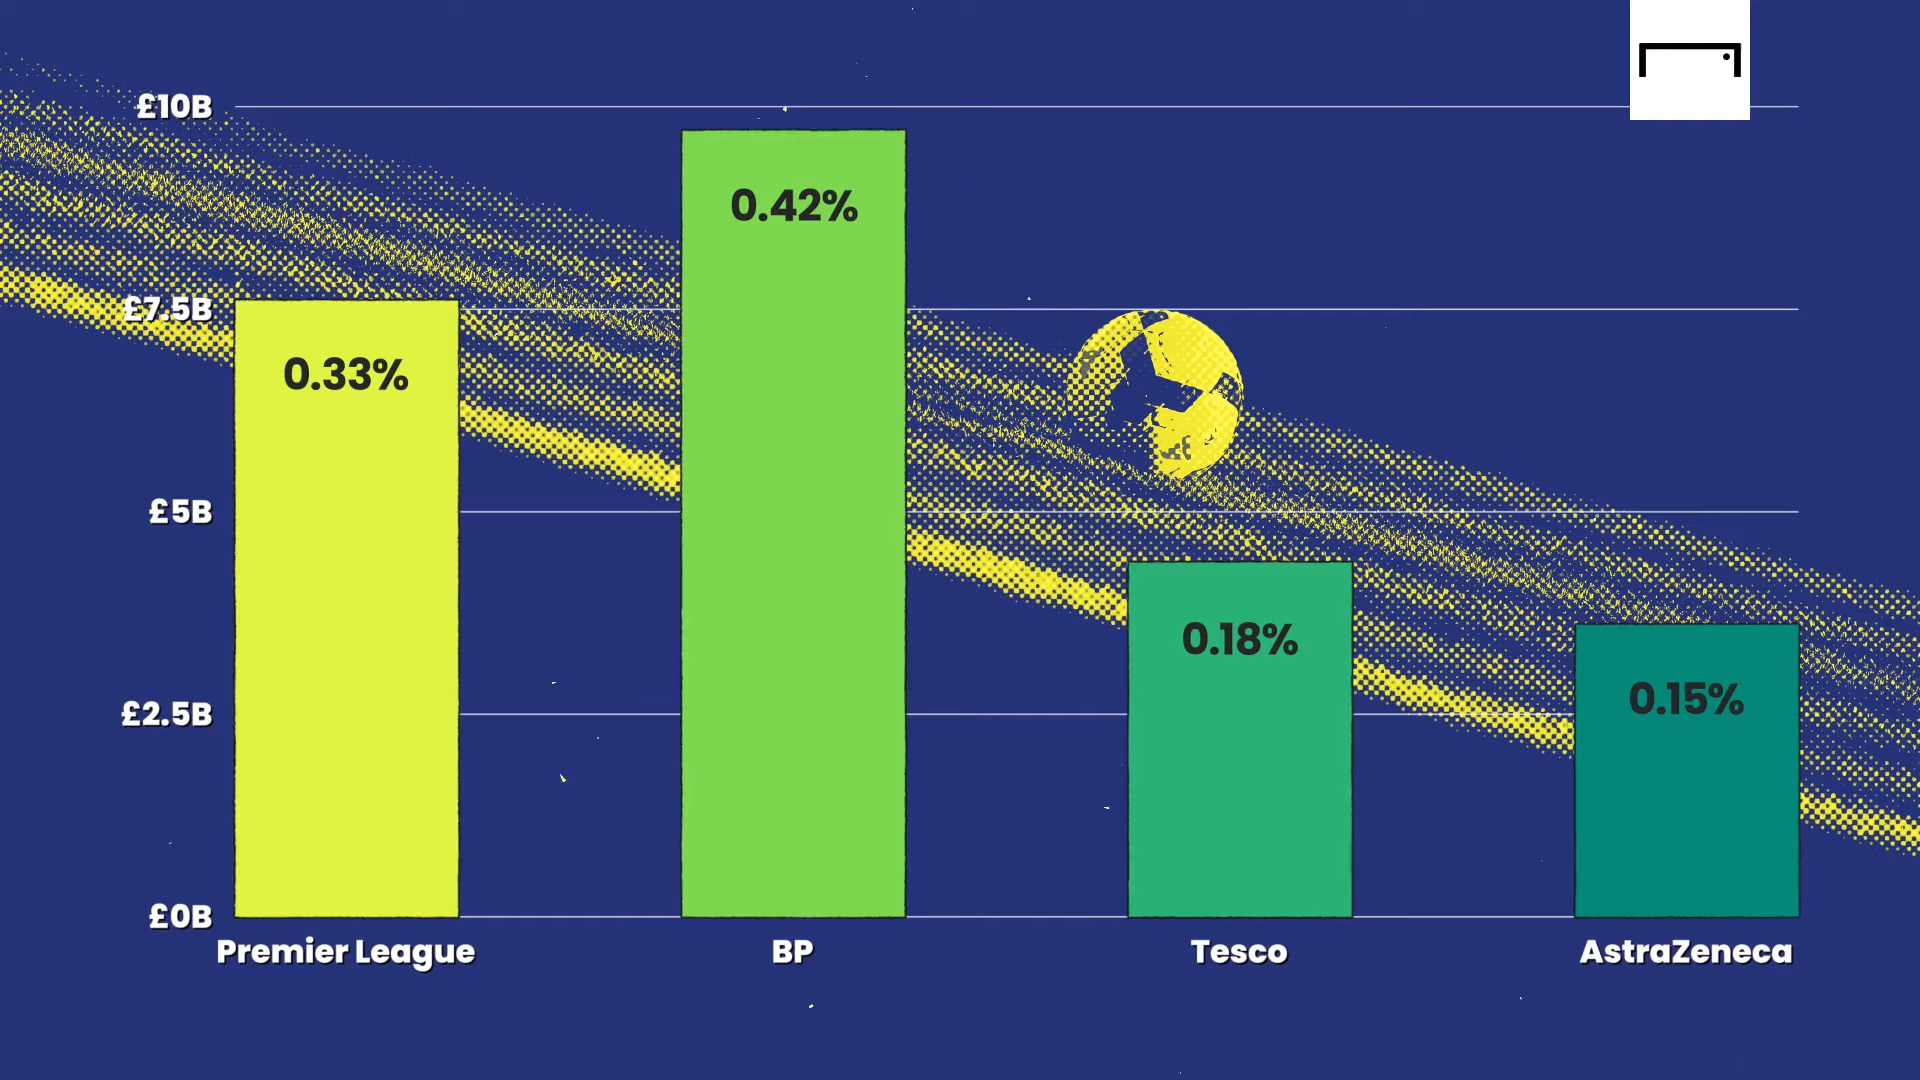 £10B
£7.5B
£5B
£2.5B
£0B
0.33%
0.42%
0.18%
0.15%
Premier League
BP
Tesco
AstraZeneca